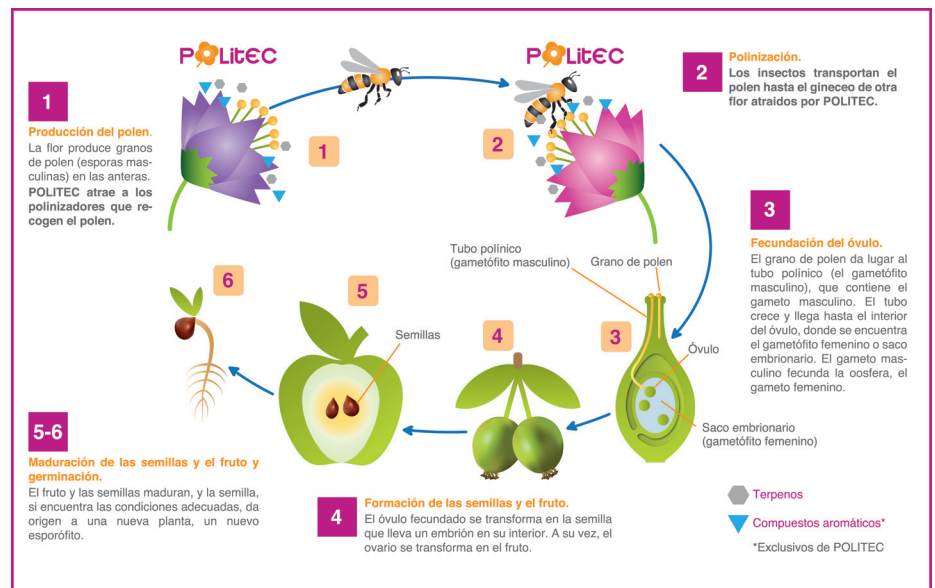 POLitEC
POLitEC
1
Producción del polen.
La flor produce granos
de polen (esporas mas-
culinas) en las anteras.
POLITEC atrae a los
polinizadores que re-
cogen el polen.
1
2
2
Polinización.
Los insectos transportan el
polen hasta el gineceo de otra
flor atraidos por POLITEC.
3
Fecundación del óvulo.
El grano de polen da lugar al
tubo polínico (el gametófito
masculino), que contiene el
gameto masculino. El tubo
crece y llega hasta el interior
del óvulo, donde se encuentra
el gametófito femenino o saco
embrionario. El gameto mas-
culino fecunda la oosfera, el
gameto femenino.
Tubo polínico
(gametófito masculino)
Grano de polen
3
Óvulo
Saco embrionario
(gametófito femenino)
4
5
Semillas
6
5-6
Maduración de las semillas y el fruto y
germinación.
El fruto y las semillas maduran, y la semilla,
si encuentra las condiciones adecuadas, da
origen a una nueva planta, un nuevo
esporófito.
4
Formación de las semillas y el fruto.
El óvulo fecundado se transforma en la semilla
que lleva un embrión en su interior. A su vez, el
ovario se transforma en el fruto.
Terpenos
Compuestos aromáticos*
*Exclusivos de POLITEC